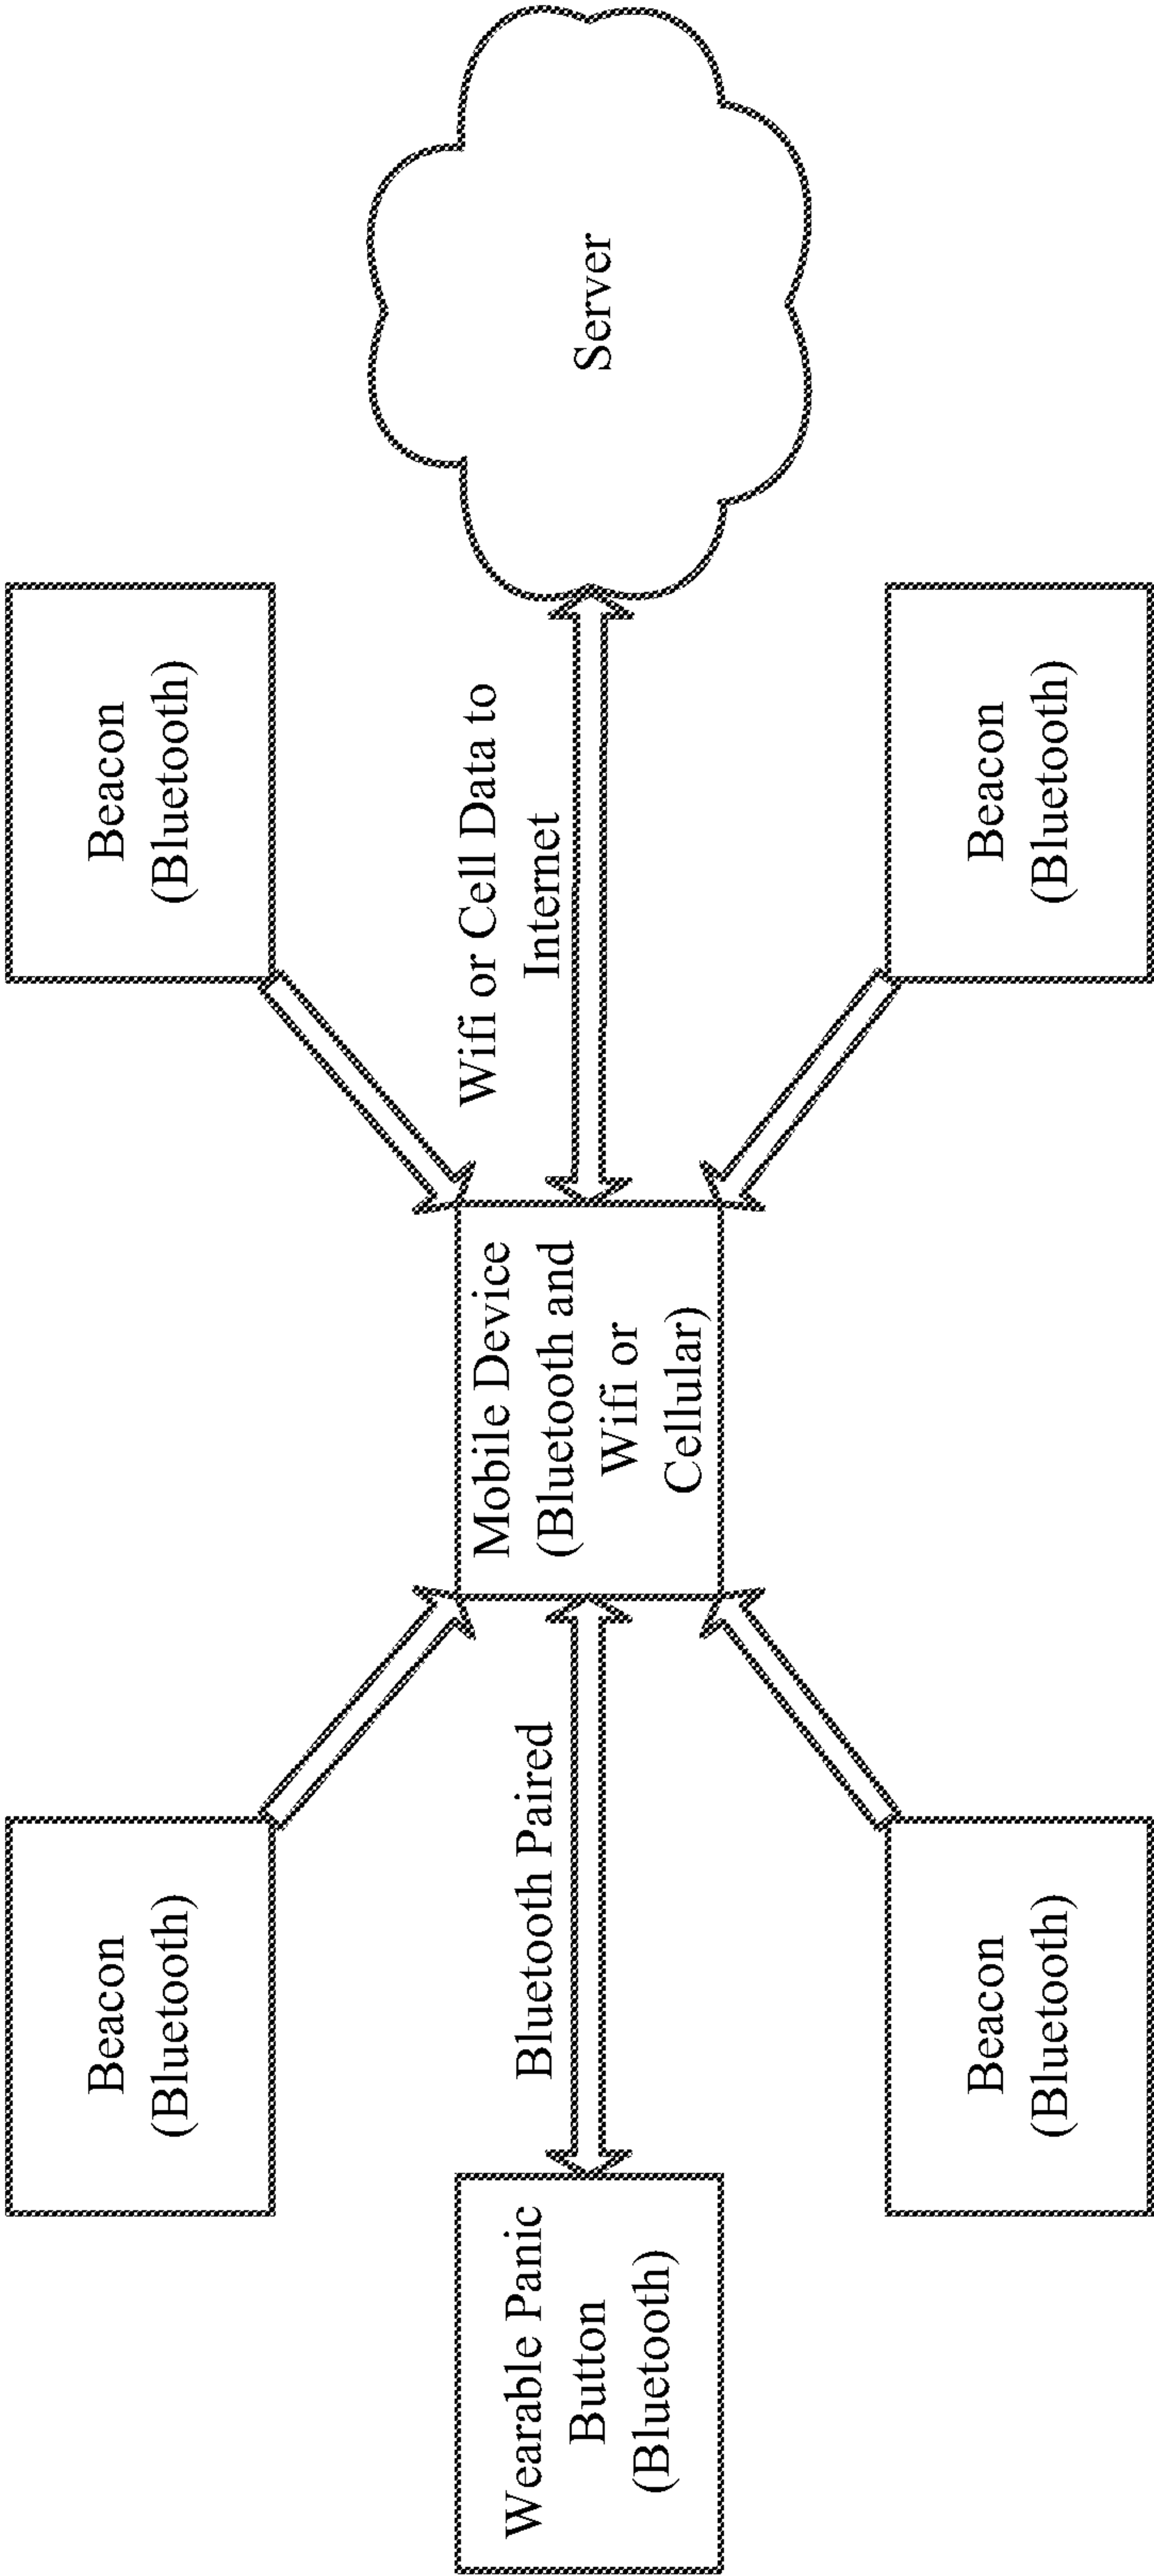 Beacon
(Bluetooth)
Beacon
(Bluetooth)
Wearable Panic
Button
(Bluetooth)
Bluetooth Paired
Mobile Device
(Bluetooth and
Wifi or
Cellular)
Wifi or Cell Data to
Internet
Server
Beacon
(Bluetooth)
Beacon
(Bluetooth)